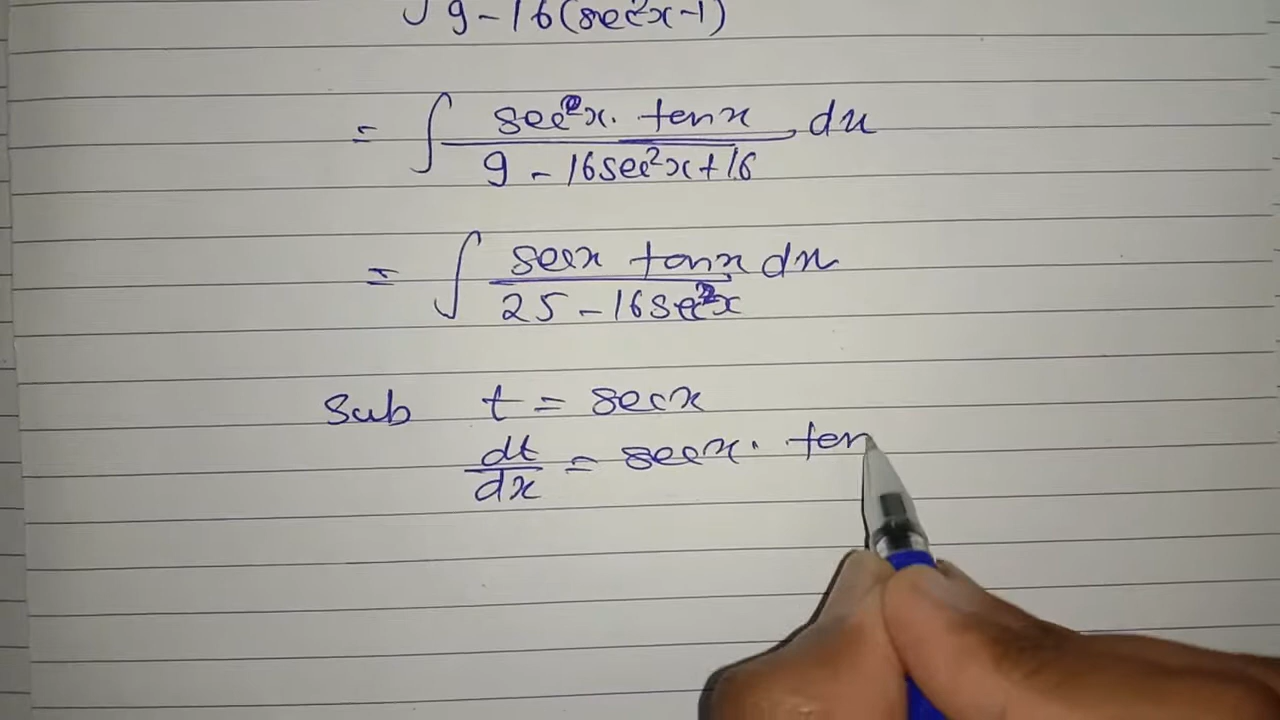 ∫ 9 - 16(sec²x-1)
= ∫ sec²x. tanx / 9 - 16sec²x + 16 dx
= ∫ secx tanx dx / 25 - 16sec²x
Sub t = secx
dt/dx = secx. tan